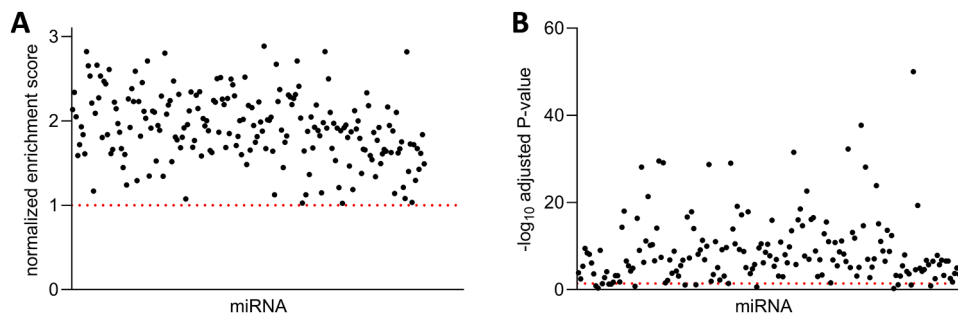 A
normalized enrichment score
3
2
1
0
miRNA
B
-log10 adjusted P-value
60
40
20
0
miRNA